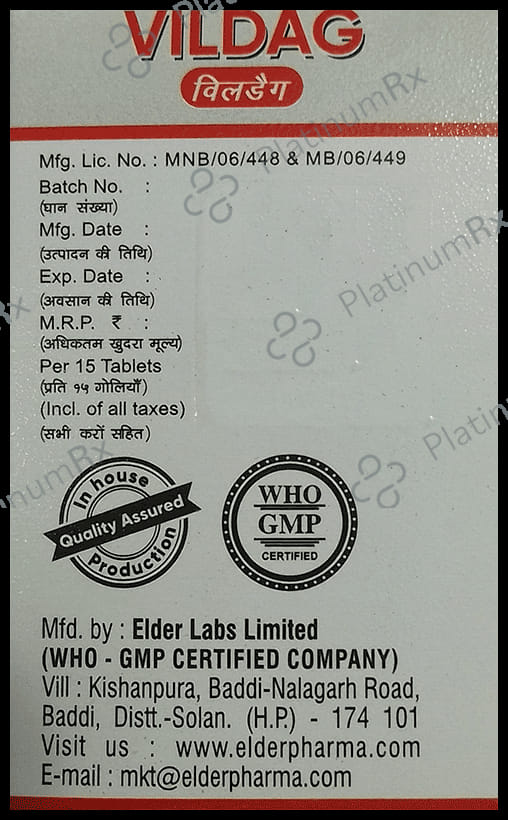 VILDAG
विलडैग
Mfg. Lic. No. : MNB/06/448 & MB/06/449
Batch No. :
(घान संख्या)
Mfg. Date :
(उत्पादन की तिथि)
Exp. Date :
(अवसान की तिथि)
M.R.P. ₹ :
(अधिकतम खुदरा मूल्य)
Per 15 Tablets
(प्रति १५ गोलियाँ)
(Incl. of all taxes)
(सभी करों सहित)
In house
Quality Assured
Production
WHO
GMP
CERTIFIED
Mfd. by : Elder Labs Limited
(WHO - GMP CERTIFIED COMPANY)
Vill : Kishanpura, Baddi-Nalagarh Road,
Baddi, Distt.-Solan. (H.P.) - 174 101
Visit us : www.elderpharma.com
E-mail : mkt@elderpharma.com
PlatinumRx
PlatinumRx
PlatinumRx